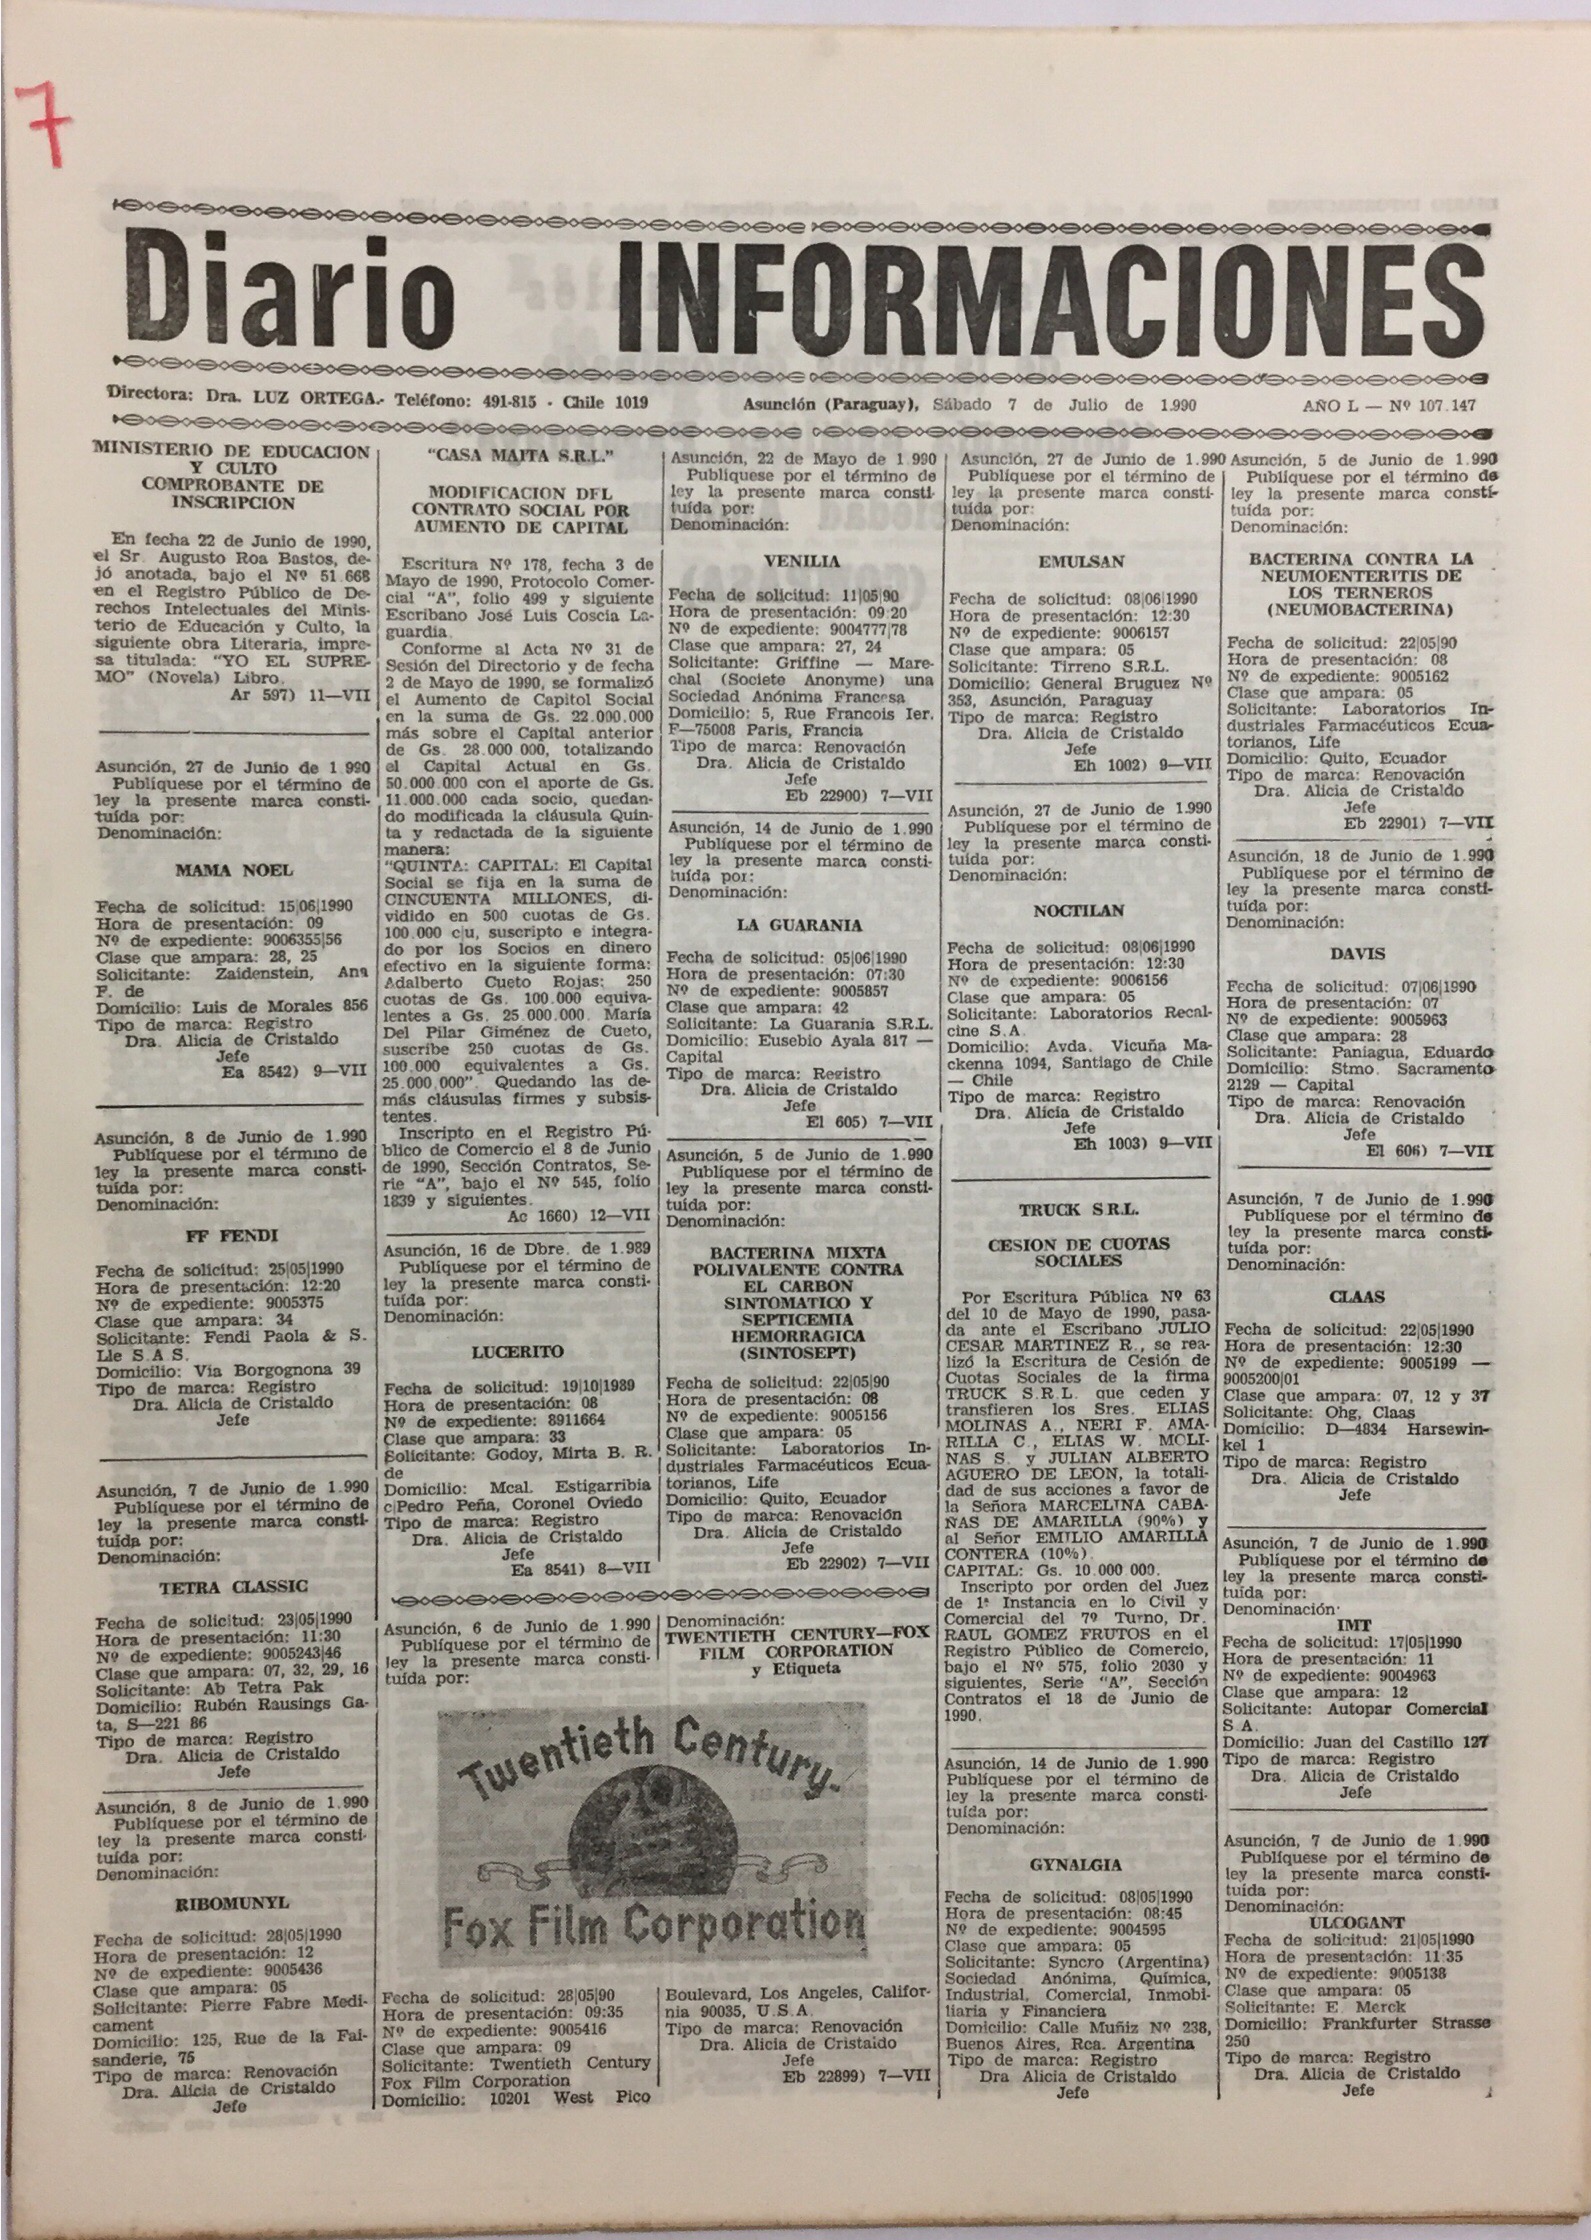 7
Diario INFORMACIONES
Directora: Dra. LUZ ORTEGA.- Teléfono: 491-815 - Chile 1019
Asunción (Paraguay), Sábado 7 de Julio de 1.990
AÑO L — Nº 107.147
MINISTERIO DE EDUCACION
Y CULTO
COMPROBANTE DE
INSCRIPCION
En fecha 22 de Junio de 1990,
el Sr. Augusto Roa Bastos, de-
jó anotada, bajo el Nº 51.668
en el Registro Público de De-
rechos Intelectuales del Minis-
terio de Educación y Culto, la
siguiente obra Literaria, impre-
sa titulada: "YO EL SUPRE-
MO" (Novela) Libro.
Ar 597) 11—VII
Asunción, 27 de Junio de 1.990
Publíquese por el término de
ley la presente marca consti-
tuída por:
Denominación:
MAMA NOEL
Fecha de solicitud: 15|06|1990
Hora de presentación: 09
Nº de expediente: 9006355|56
Clase que ampara: 28, 25
Solicitante: Zaidenstein, Ana
F. de
Domicilio: Luis de Morales 856
Tipo de marca: Registro
Dra. Alicia de Cristaldo
Jefe
Ea 8542) 9—VII
Asunción, 8 de Junio de 1.990
Publíquese por el término de
ley la presente marca consti-
tuída por:
Denominación:
FF FENDI
Fecha de solicitud: 25|05|1990
Hora de presentación: 12:20
Nº de expediente: 9005375
Clase que ampara: 34
Solicitante: Fendi Paola & S.
Lle S.A S.
Domicilio: Via Borgognona 39
Tipo de marca: Registro
Dra. Alicia de Cristaldo
Jefe
Asunción, 7 de Junio de 1.990
Publíquese por el término de
ley la presente marca consti-
tuída por:
Denominación:
TETRA CLASSIC
Fecha de solicitud: 23|05|1990
Hora de presentación: 11:30
Nº de expediente: 9005243|46
Clase que ampara: 07, 32, 29, 16
Solicitante: Ab Tetra Pak
Domicilio: Rubén Rausings Ga-
ta, S—221 86
Tipo de marca: Registro
Dra. Alicia de Cristaldo
Jefe
Asunción, 8 de Junio de 1.990
Publíquese por el término de
ley la presente marca consti-
tuída por:
Denominación:
RIBOMUNYL
Fecha de solicitud: 28|05|1990
Hora de presentación: 12
Nº de expediente: 9005436
Clase que ampara: 05
Solicitante: Pierre Fabre Medi-
cament
Domicilio: 125, Rue de la Fai-
sanderie, 75
Tipo de marca: Renovación
Dra. Alicia de Cristaldo
Jefe
"CASA MAITA S.R.L."
MODIFICACION DFL
CONTRATO SOCIAL POR
AUMENTO DE CAPITAL
Escritura Nº 178, fecha 3 de
Mayo de 1990, Protocolo Comer-
cial "A", folio 499 y siguiente
Escribano José Luis Coscia La-
guardia.
Conforme al Acta Nº 31 de
Sesión del Directorio y de fecha
2 de Mayo de 1990, se formalizó
el Aumento de Capitol Social
en la suma de Gs. 22.000.000
más sobre el Capital anterior
de Gs. 28.000 000, totalizando
el Capital Actual en Gs.
50.000 000 con el aporte de Gs.
11.000.000 cada socio, quedan-
do modificada la cláusula Quin-
ta y redactada de la siguiente
manera:
"QUINTA: CAPITAL: El Capital
Social se fija en la suma de
CINCUENTA MILLONES, di-
vidido en 500 cuotas de Gs.
100.000 c|u, suscripto e integra-
do por los Socios en dinero
efectivo en la siguiente forma:
Adalberto Cueto Rojas: 250
cuotas de Gs. 100.000 equiva-
lentes a Gs. 25.000.000. María
Del Pilar Giménez de Cueto,
suscribe 250 cuotas de Gs.
100.000 equivalentes a Gs.
25.000.000". Quedando las de-
más cláusulas firmes y subsis-
tentes.
Inscripto en el Registro Pú-
blico de Comercio el 8 de Junio
de 1990, Sección Contratos, Se-
rie "A", bajo el Nº 545, folio
1839 y siguientes.
Ac 1660) 12—VII
Asunción, 16 de Dbre. de 1.989
Publíquese por el término de
ley la presente marca consti-
tuída por:
Denominación:
LUCERITO
Fecha de solicitud: 19|10|1989
Hora de presentación: 08
Nº de expediente: 8911664
Clase que ampara: 33
Solicitante: Godoy, Mirta B. R.
de
Domicilio: Mcal. Estigarribia
c|Pedro Peña, Coronel Oviedo
Tipo de marca: Registro
Dra. Alicia de Cristaldo
Jefe
Ea 8541) 8—VII
Asunción, 6 de Junio de 1.990
Publíquese por el término de
ley la presente marca consti-
tuída por:
Denominación:
TWENTIETH CENTURY—FOX
FILM CORPORATION
y Etiqueta
Twentieth Century-
Fox Film Corporation
Fecha de solicitud: 28|05|90
Hora de presentación: 09:35
Nº de expediente: 9005416
Clase que ampara: 09
Solicitante: Twentieth Century
Fox Film Corporation
Domicilio: 10201 West Pico
Boulevard, Los Angeles, Califor-
nia 90035, U.S.A.
Tipo de marca: Renovación
Dra. Alicia de Cristaldo
Jefe
Eb 22899) 7—VII
Asunción, 22 de Mayo de 1 990
Publíquese por el término de
ley la presente marca consti-
tuída por:
Denominación:
VENILIA
Fecha de solicitud: 11|05|90
Hora de presentación: 09:20
Nº de expediente: 9004777|78
Clase que ampara: 27, 24
Solicitante: Griffine — Mare-
chal (Societe Anonyme) una
Sociedad Anónima Francesa
Domicilio: 5, Rue Francois Ier.
F—75008 París, Francia
Tipo de marca: Renovación
Dra. Alicia de Cristaldo
Jefe
Eb 22900) 7—VII
Asunción, 14 de Junio de 1.990
Publíquese por el término de
ley la presente marca consti-
tuída por:
Denominación:
LA GUARANIA
Fecha de solicitud: 05|06|1990
Hora de presentación: 07:30
Nº de expediente: 9005857
Clase que ampara: 42
Solicitante: La Guarania S.R.L.
Domicilio: Eusebio Ayala 817 —
Capital
Tipo de marca: Registro
Dra. Alicia de Cristaldo
Jefe
El 605) 7—VII
Asunción, 5 de Junio de 1.990
Publíquese por el término de
ley la presente marca consti-
tuída por:
Denominación:
BACTERINA MIXTA
POLIVALENTE CONTRA
EL CARBON
SINTOMATICO Y
SEPTICEMIA
HEMORRAGICA
(SINTOSEPT)
Fecha de solicitud: 22|05|90
Hora de presentación: 08
Nº de expediente: 9005156
Clase que ampara: 05
Solicitante: Laboratorios In-
dustriales Farmacéuticos Ecua-
torianos, Life
Domicilio: Quito, Ecuador
Tipo de marca: Renovación
Dra. Alicia de Cristaldo
Jefe
Eb 22902) 7—VII
Asunción, 27 de Junio de 1.990
Publíquese por el término de
ley la presente marca consti-
tuída por:
Denominación:
EMULSAN
Fecha de solicitud: 08|06|1990
Hora de presentación: 12:30
Nº de expediente: 9006157
Clase que ampara: 05
Solicitante: Tirreno S.R.L.
Domicilio: General Bruguez Nº
353, Asunción, Paraguay
Tipo de marca: Registro
Dra. Alicia de Cristaldo
Jefe
Eh 1002) 9—VII
Asunción, 27 de Junio de 1.990
Publíquese por el término de
ley la presente marca consti-
tuída por:
Denominación:
NOCTILAN
Fecha de solicitud: 08|06|1990
Hora de presentación: 12:30
Nº de expediente: 9006156
Clase que ampara: 05
Solicitante: Laboratorios Recal-
cine S.A.
Domicilio: Avda. Vicuña Ma-
ckenna 1094, Santiago de Chile
— Chile
Tipo de marca: Registro
Dra. Alicia de Cristaldo
Jefe
Eh 1003) 9—VII
TRUCK S R.L.
CESION DE CUOTAS
SOCIALES
Por Escritura Pública Nº 63
del 10 de Mayo de 1990, pasa-
da ante el Escribano JULIO
CESAR MARTINEZ R., se rea-
lizó la Escritura de Cesión de
Cuotas Sociales de la firma
TRUCK S.R.L. que ceden y
transfieren los Sres. ELIAS
MOLINAS A., NERI F. AMA-
RILLA C., ELIAS W. MOLI-
NAS S. y JULIAN ALBERTO
AGUERO DE LEON, la totali-
dad de sus acciones a favor de
la Señora MARCELINA CABA-
ÑAS DE AMARILLA (90%) y
al Señor EMILIO AMARILLA
CONTERA (10%).
CAPITAL: Gs. 10.000 000.
Inscripto por orden del Juez
de 1ª Instancia en lo Civil y
Comercial del 7º Turno, Dr.
RAUL GOMEZ FRUTOS en el
Registro Público de Comercio,
bajo el Nº 575, folio 2030 y
siguientes, Serie "A", Sección
Contratos el 18 de Junio de
1990.
Asunción, 14 de Junio de 1.990
Publíquese por el término de
ley la presente marca consti-
tuída por:
Denominación:
GYNALGIA
Fecha de solicitud: 08|05|1990
Hora de presentación: 08:45
Nº de expediente: 9004595
Clase que ampara: 05
Solicitante: Syncro (Argentina)
Sociedad Anónima, Química,
Industrial, Comercial, Inmobi-
liaria y Financiera
Domicilio: Calle Muñiz Nº 238,
Buenos Aires, Rca. Argentina
Tipo de marca: Registro
Dra Alicia de Cristaldo
Jefe
Asunción, 5 de Junio de 1.990
Publíquese por el término de
ley la presente marca consti-
tuída por:
Denominación:
BACTERINA CONTRA LA
NEUMOENTERITIS DE
LOS TERNEROS
(NEUMOBACTERINA)
Fecha de solicitud: 22|05|90
Hora de presentación: 08
Nº de expediente: 9005162
Clase que ampara: 05
Solicitante: Laboratorios In-
dustriales Farmacéuticos Ecua-
torianos, Life
Domicilio: Quito, Ecuador
Tipo de marca: Renovación
Dra. Alicia de Cristaldo
Jefe
Eb 22901) 7—VII
Asunción, 18 de Junio de 1.990
Publíquese por el término de
ley la presente marca consti-
tuída por:
Denominación:
DAVIS
Fecha de solicitud: 07|06|1990
Hora de presentación: 07
Nº de expediente: 9005963
Clase que ampara: 28
Solicitante: Paniagua, Eduardo
Domicilio: Stmo. Sacramento
2129 — Capital
Tipo de marca: Renovación
Dra. Alicia de Cristaldo
Jefe
El 606) 7—VII
Asunción, 7 de Junio de 1.990
Publíquese por el término de
ley la presente marca consti-
tuída por:
Denominación:
CLAAS
Fecha de solicitud: 22|05|1990
Hora de presentación: 12:30
Nº de expediente: 9005199 —
9005200|01
Clase que ampara: 07, 12 y 37
Solicitante: Ohg, Claas
Domicilio: D—4834 Harsewin-
kel 1
Tipo de marca: Registro
Dra. Alicia de Cristaldo
Jefe
Asunción, 7 de Junio de 1.990
Publíquese por el término de
ley la presente marca consti-
tuída por:
Denominación:
IMT
Fecha de solicitud: 17|05|1990
Hora de presentación: 11
Nº de expediente: 9004963
Clase que ampara: 12
Solicitante: Autopar Comercial
S A.
Domicilio: Juan del Castillo 127
Tipo de marca: Registro
Dra. Alicia de Cristaldo
Jefe
Asunción, 7 de Junio de 1.990
Publíquese por el término de
ley la presente marca consti-
tuída por:
Denominación:
ULCOGANT
Fecha de solicitud: 21|05|1990
Hora de presentación: 11:35
Nº de expediente: 9005138
Clase que ampara: 05
Solicitante: E. Merck
Domicilio: Frankfurter Strasse
250
Tipo de marca: Registro
Dra. Alicia de Cristaldo
Jefe